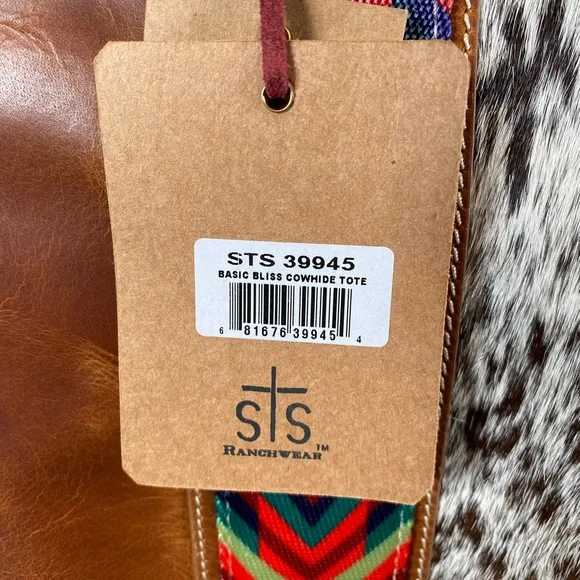 STS 39945
BASIC BLISS COWHIDE TOTE
6 81676 39945 4
STS
RANCHWEAR™